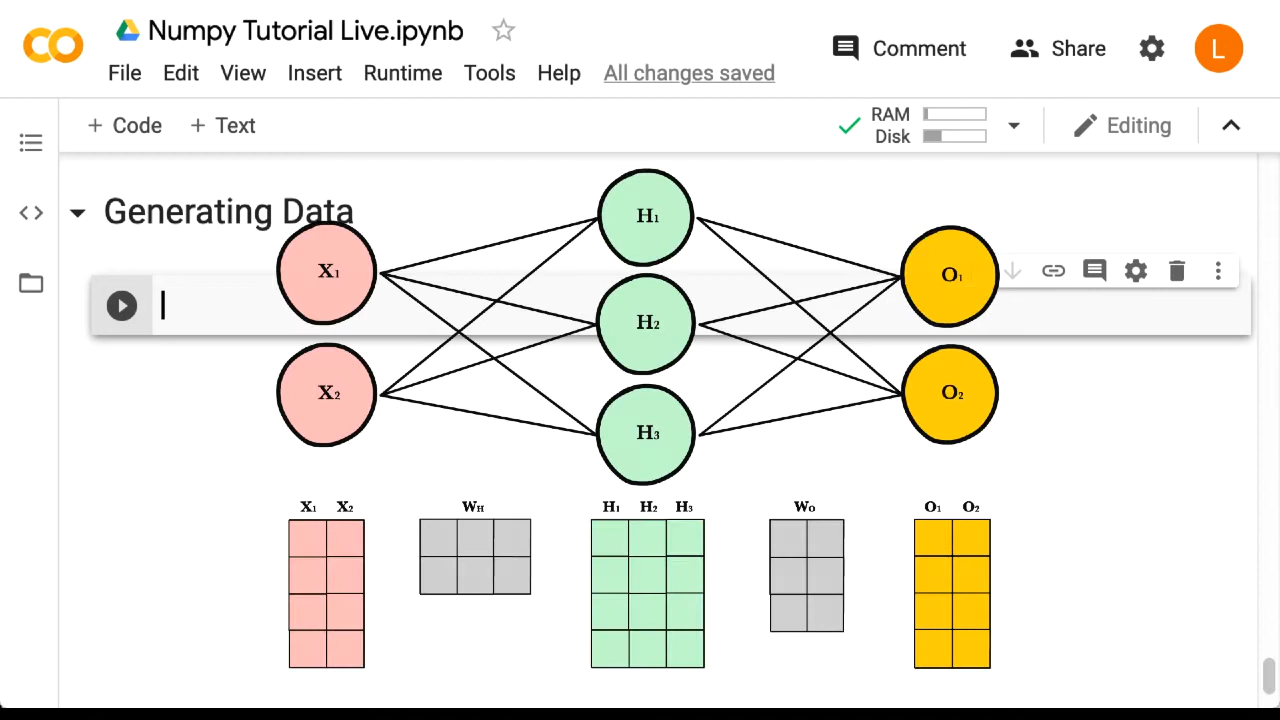 Numpy Tutorial Live.ipynb
File Edit View Insert Runtime Tools Help All changes saved
Comment Share L
+ Code + Text
RAM
Disk
Editing
Generating Data
H1
X1
O1
H2
X2
O2
H3
X1 X2 WH H1 H2 H3 WO O1 O2